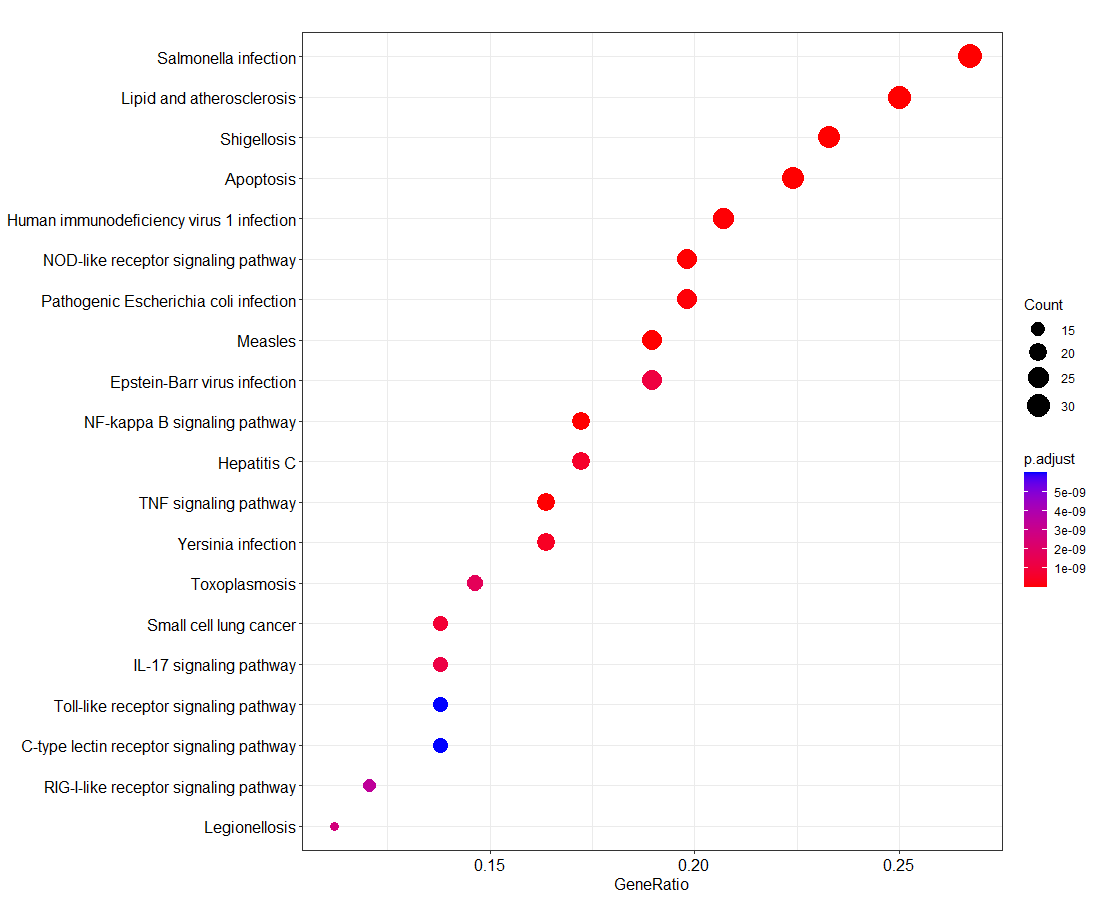 Salmonella infection
Lipid and atherosclerosis
Shigellosis
Apoptosis
Human immunodeficiency virus 1 infection
NOD-like receptor signaling pathway
Pathogenic Escherichia coli infection
Measles
Epstein-Barr virus infection
NF-kappa B signaling pathway
Hepatitis C
TNF signaling pathway
Yersinia infection
Toxoplasmosis
Small cell lung cancer
IL-17 signaling pathway
Toll-like receptor signaling pathway
C-type lectin receptor signaling pathway
RIG-I-like receptor signaling pathway
Legionellosis
0.15 0.20 0.25
GeneRatio
Count
15
20
25
30
p.adjust
5e-09
4e-09
3e-09
2e-09
1e-09